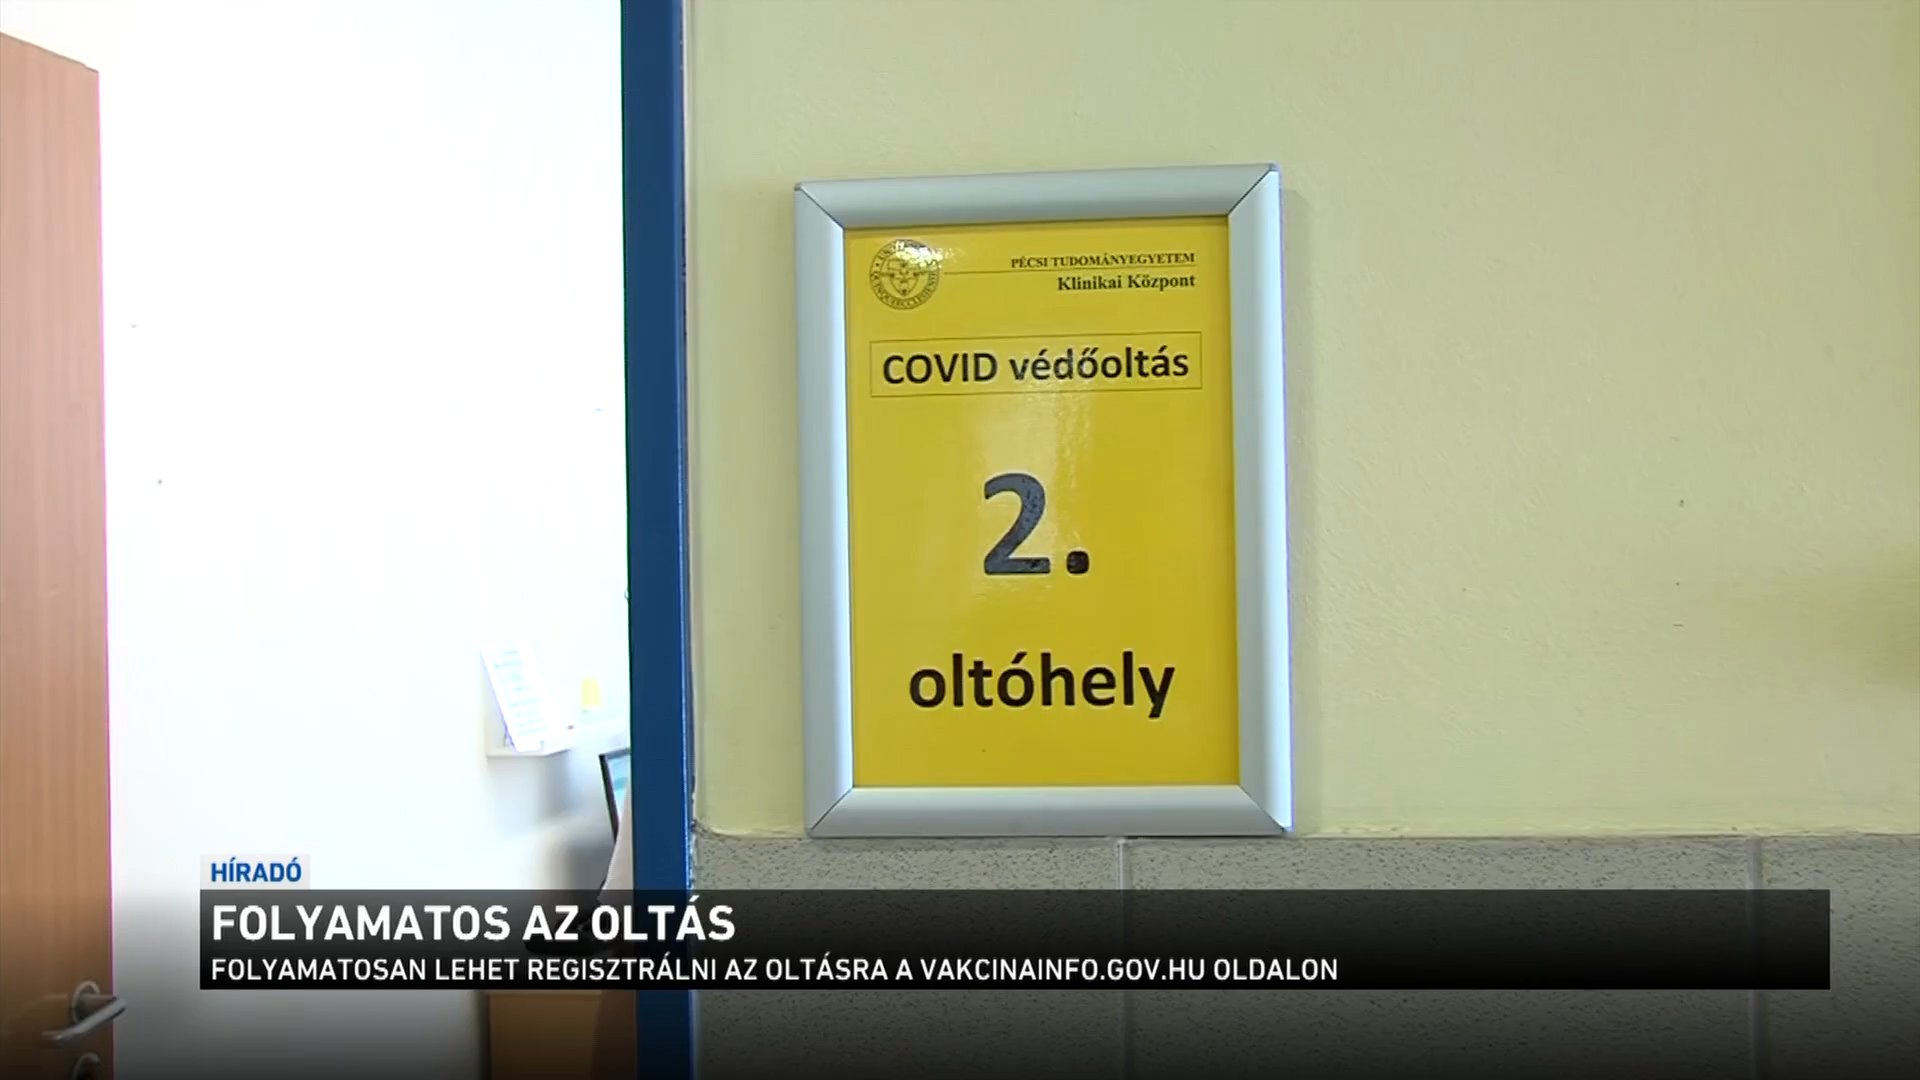 PÉCSI TUDOMÁNYEGYETEM
Klinikai Központ
COVID védőoltás
2.
oltóhely
HÍRADÓ
FOLYAMATOS AZ OLTÁS
FOLYAMATOSAN LEHET REGISZTRÁLNI AZ OLTÁSRA A VAKCINAINFO.GOV.HU OLDALON